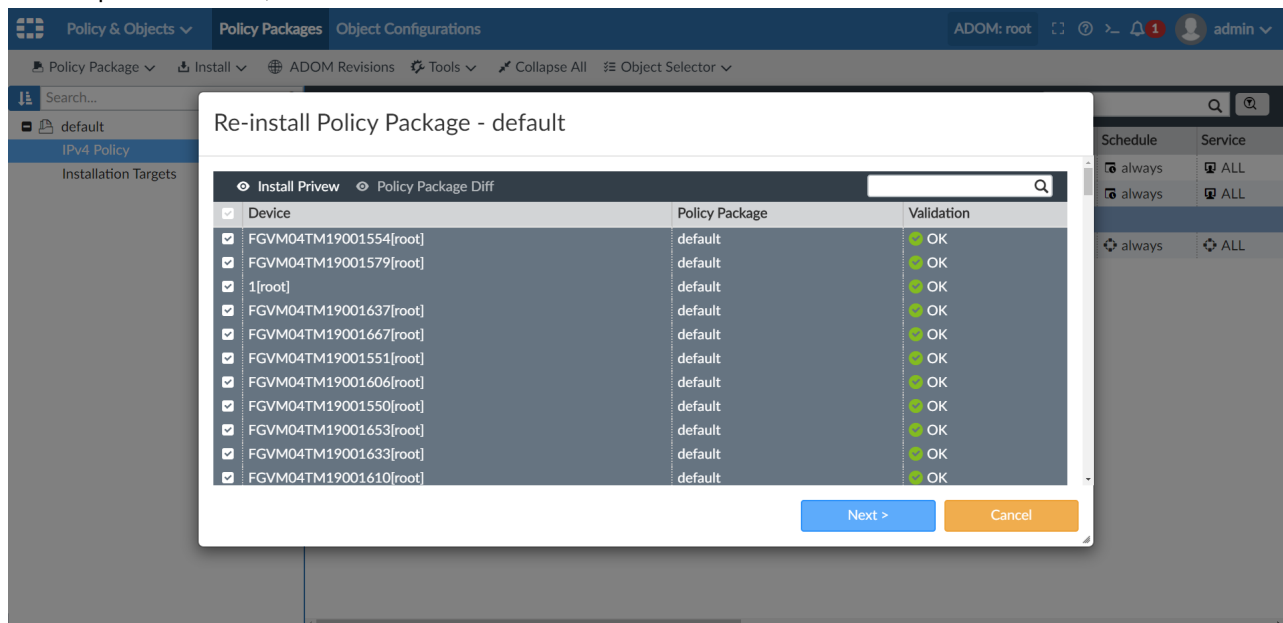 Policy & Objects Policy Packages Object Configurations ADOM: root 1 admin
Policy Package Install ADOM Revisions Tools Collapse All Object Selector
Search...
default
IPv4 Policy
Installation Targets
Schedule Service
always ALL
always ALL
always ALL
Re-install Policy Package - default
Install Privew Policy Package Diff
Device Policy Package Validation
FGVM04TM19001554[root] default OK
FGVM04TM19001579[root] default OK
1[root] default OK
FGVM04TM19001637[root] default OK
FGVM04TM19001667[root] default OK
FGVM04TM19001551[root] default OK
FGVM04TM19001606[root] default OK
FGVM04TM19001550[root] default OK
FGVM04TM19001653[root] default OK
FGVM04TM19001633[root] default OK
FGVM04TM19001610[root] default OK
Next > Cancel